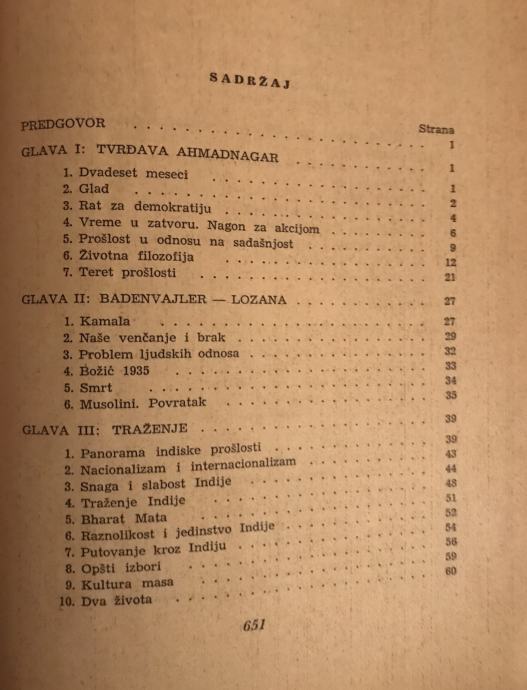 SADRŽAJ
Strana
PREDGOVOR . . . . . . . . . . 1
GLAVA I: TVRĐAVA AHMADNAGAR . . . . . 1
1. Dvadeset meseci . . . . . . . . . . 1
2. Glad . . . . . . . . . . 2
3. Rat za demokratiju . . . . . . . . . . 4
4. Vreme u zatvoru. Nagon za akcijom . . . . . 6
5. Prošlost u odnosu na sadašnjost . . . . . 9
6. Životna filozofija . . . . . . . . . . 12
7. Teret prošlosti . . . . . . . . . . 21
GLAVA II: BADENVAJLER — LOZANA . . . . . 27
1. Kamala . . . . . . . . . . 27
2. Naše venčanje i brak . . . . . . . . . . 29
3. Problem ljudskih odnosa . . . . . . . . . . 32
4. Božić 1935 . . . . . . . . . . 33
5. Smrt . . . . . . . . . . 34
6. Musolini. Povratak . . . . . . . . . . 35
GLAVA III: TRAŽENJE . . . . . . . . . . 39
1. Panorama indiske prošlosti . . . . . . . . . . 39
2. Nacionalizam i internacionalizam . . . . . 43
3. Snaga i slabost Indije . . . . . . . . . . 44
4. Traženje Indije . . . . . . . . . . 48
5. Bharat Mata . . . . . . . . . . 51
6. Raznolikost i jedinstvo Indije . . . . . 52
7. Putovanje kroz Indiju . . . . . . . . . . 54
8. Opšti izbori . . . . . . . . . . 56
9. Kultura masa . . . . . . . . . . 59
10. Dva života . . . . . . . . . . 60
651